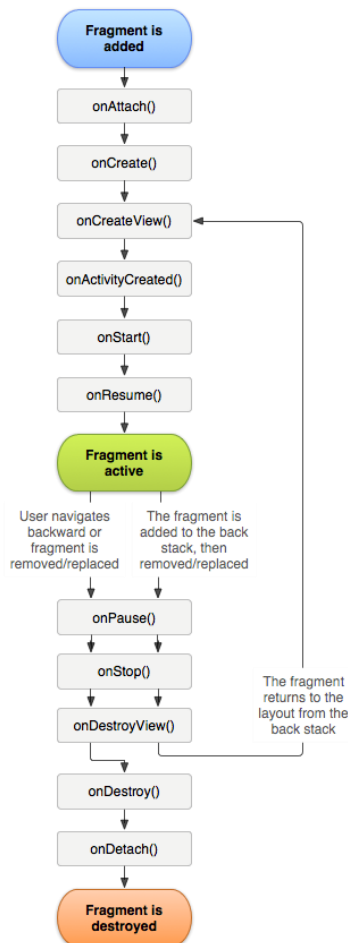 Fragment is
added
onAttach()
onCreate()
onCreateView()
onActivityCreated()
onStart()
onResume()
Fragment is
active
User navigates
backward or
fragment is
removed/replaced
The fragment is
added to the back
stack, then
removed/replaced
onPause()
onStop()
onDestroyView()
The fragment
returns to the
layout from the
back stack
onDestroy()
onDetach()
Fragment is
destroyed